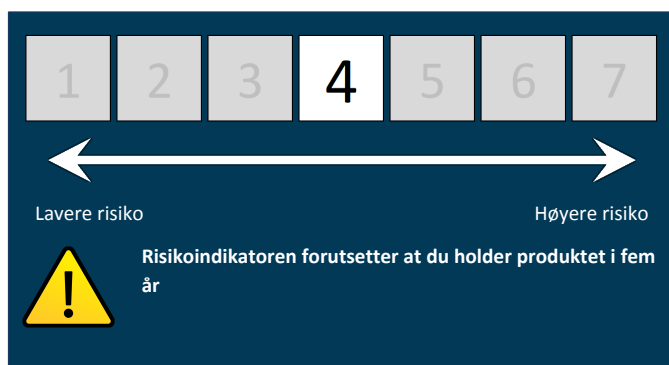 1 2 3 4 5 6 7
Lavere risiko Høyere risiko
Risikoindikatoren forutsetter at du holder produktet i fem
år